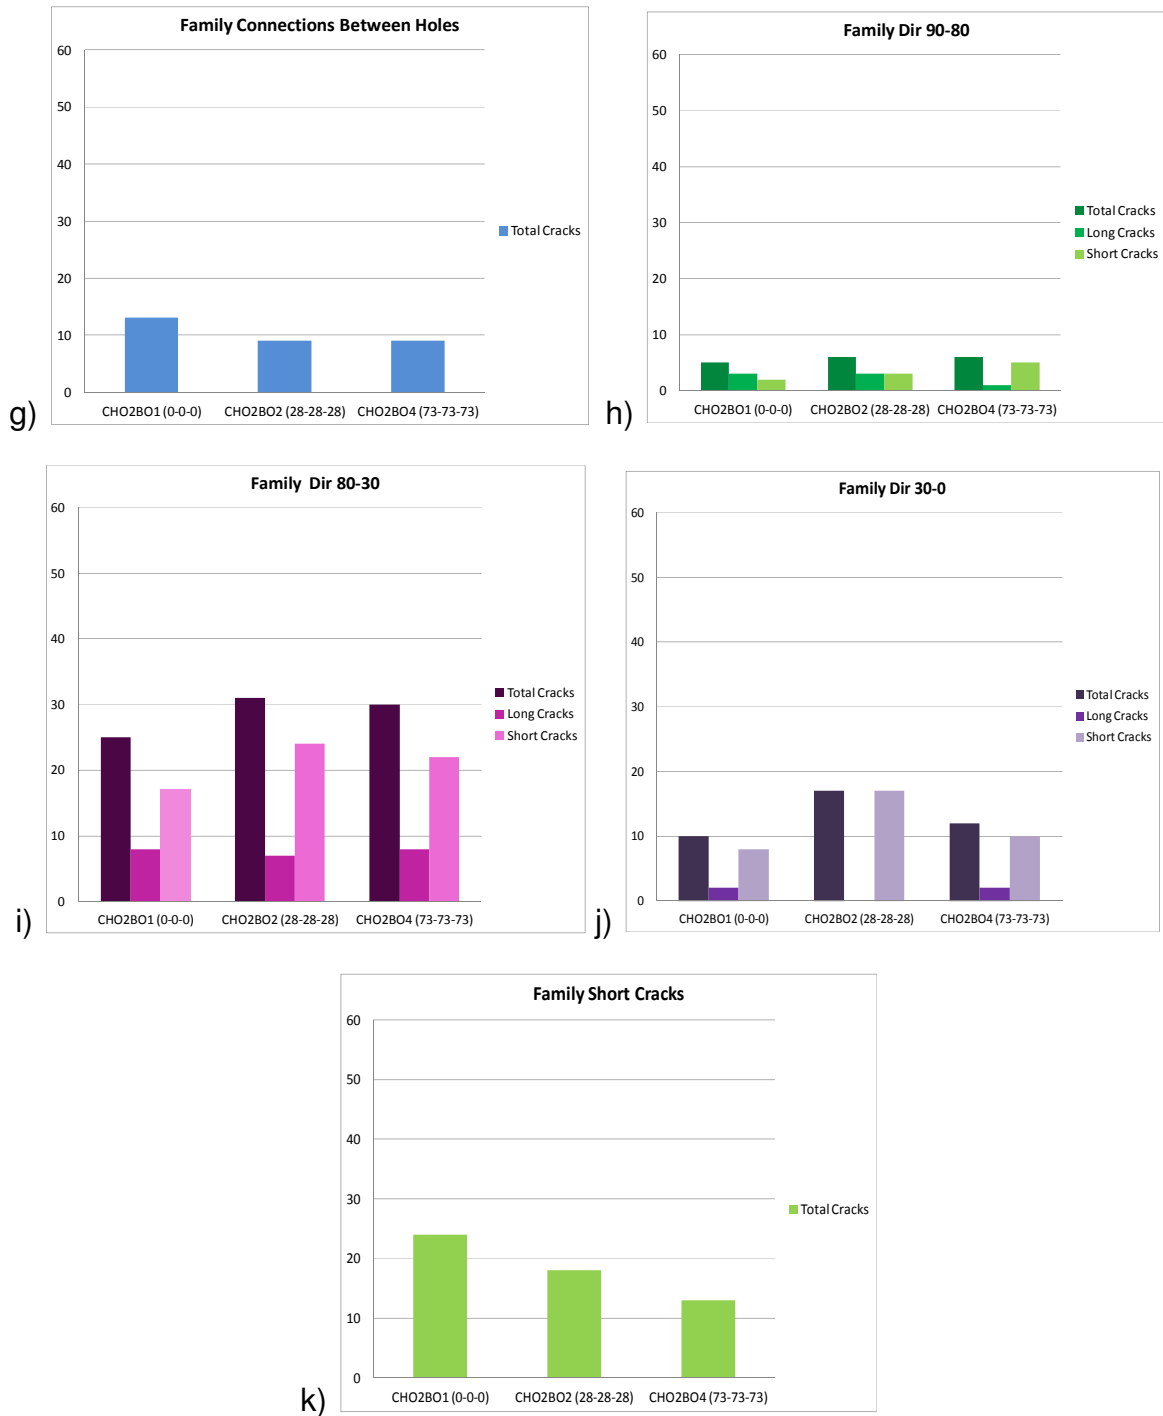 Family Connections Between Holes
60
50
40
30
20
10
0
CHO2BO1 (0-0-0) CHO2BO2 (28-28-28) CHO2BO4 (73-73-73)
Total Cracks
g)
Family Dir 90-80
60
50
40
30
20
10
0
CHO2BO1 (0-0-0) CHO2BO2 (28-28-28) CHO2BO4 (73-73-73)
Total Cracks
Long Cracks
Short Cracks
h)
Family Dir 80-30
60
50
40
30
20
10
0
CHO2BO1 (0-0-0) CHO2BO2 (28-28-28) CHO2BO4 (73-73-73)
Total Cracks
Long Cracks
Short Cracks
i)
Family Dir 30-0
60
50
40
30
20
10
0
CHO2BO1 (0-0-0) CHO2BO2 (28-28-28) CHO2BO4 (73-73-73)
Total Cracks
Long Cracks
Short Cracks
j)
Family Short Cracks
60
50
40
30
20
10
0
CHO2BO1 (0-0-0) CHO2BO2 (28-28-28) CHO2BO4 (73-73-73)
Total Cracks
k)